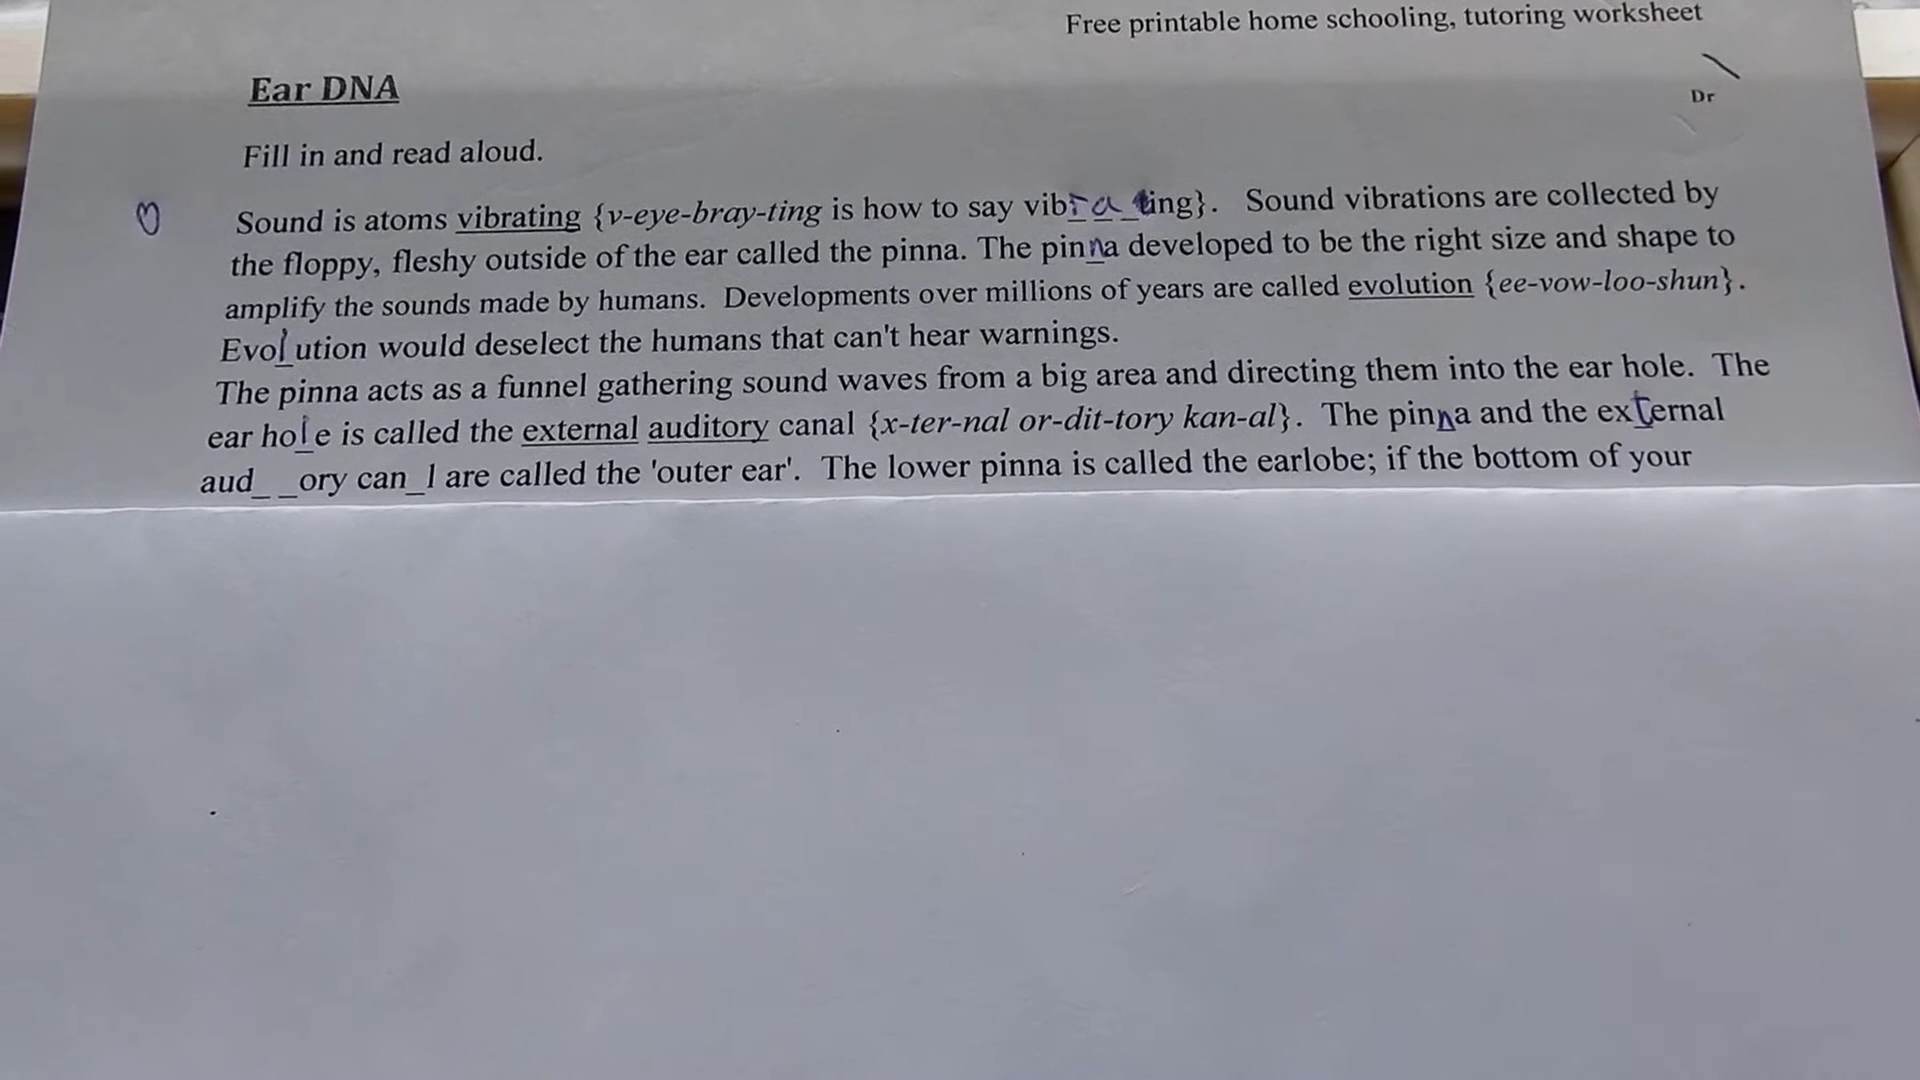 Free printable home schooling, tutoring worksheet
Ear DNA
Dr
Fill in and read aloud.
Sound is atoms vibrating {v-eye-bray-ting is how to say vibrating}. Sound vibrations are collected by
the floppy, fleshy outside of the ear called the pinna. The pinna developed to be the right size and shape to
amplify the sounds made by humans. Developments over millions of years are called evolution {ee-vow-loo-shun}.
Evolution would deselect the humans that can't hear warnings.
The pinna acts as a funnel gathering sound waves from a big area and directing them into the ear hole. The
ear hole is called the external auditory canal {x-ter-nal or-dit-tory kan-al}. The pinna and the external
aud_ _ory can_l are called the 'outer ear'. The lower pinna is called the earlobe; if the bottom of your